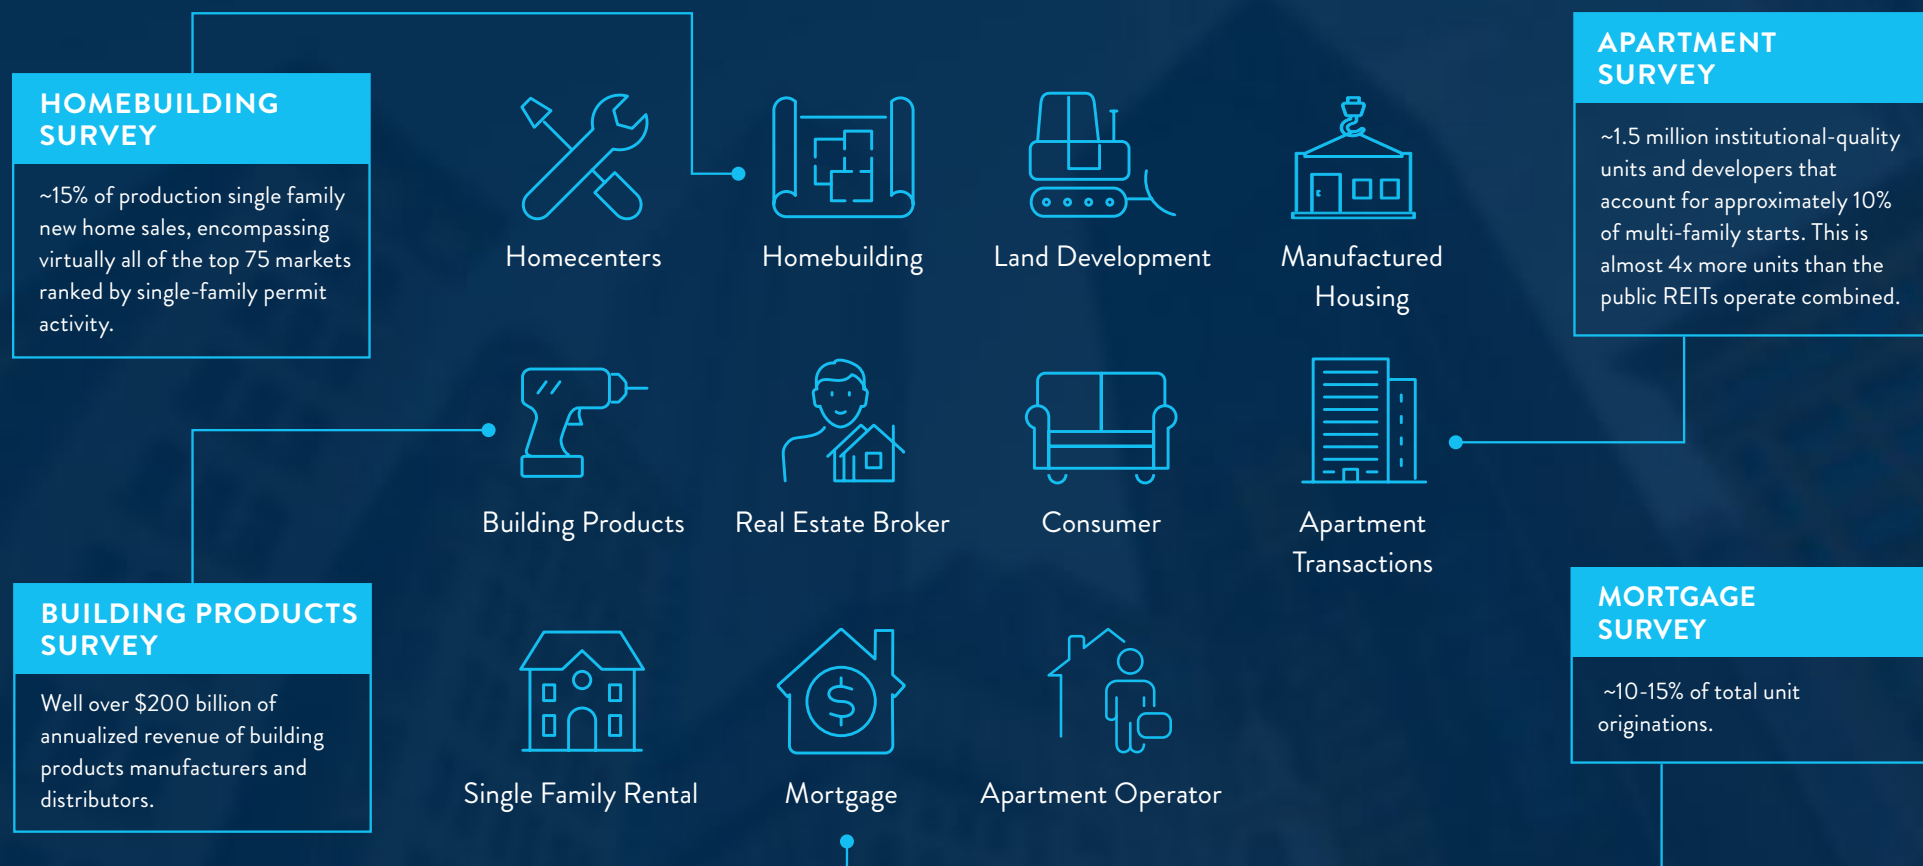 HOMEBUILDING
SURVEY
~15% of production single family
new home sales, encompassing
virtually all of the top 75 markets
ranked by single-family permit
activity.
Homecenters
Homebuilding
Land Development
Manufactured
Housing
APARTMENT
SURVEY
~1.5 million institutional-quality
units and developers that
account for approximately 10%
of multi-family starts. This is
almost 4x more units than the
public REITs operate combined.
Building Products
Real Estate Broker
Consumer
Apartment
Transactions
BUILDING PRODUCTS
SURVEY
Well over $200 billion of
annualized revenue of building
products manufacturers and
distributors.
Single Family Rental
$
Mortgage
Apartment Operator
MORTGAGE
SURVEY
~10-15% of total unit
originations.